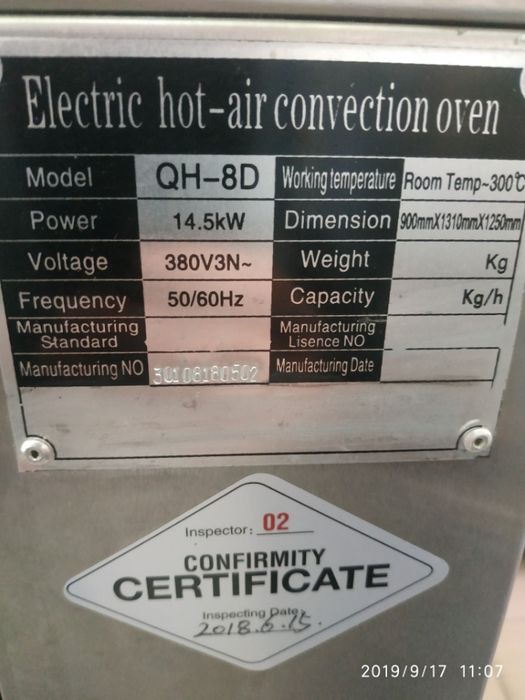 Electric hot-air convection oven
Model QH-8D Working temperature Room Temp~300℃
Power 14.5kW Dimension 900mmX1310mmX1250mm
Voltage 380V3N~ Weight Kg
Frequency 50/60Hz Capacity Kg/h
Manufacturing Standard Manufacturing Lisence NO
Manufacturing NO 30108180502 Manufacturing Date
Inspector: 02
CONFIRMITY
CERTIFICATE
Inspecting Date:
2018.6.15.
2019/9/17 11:07